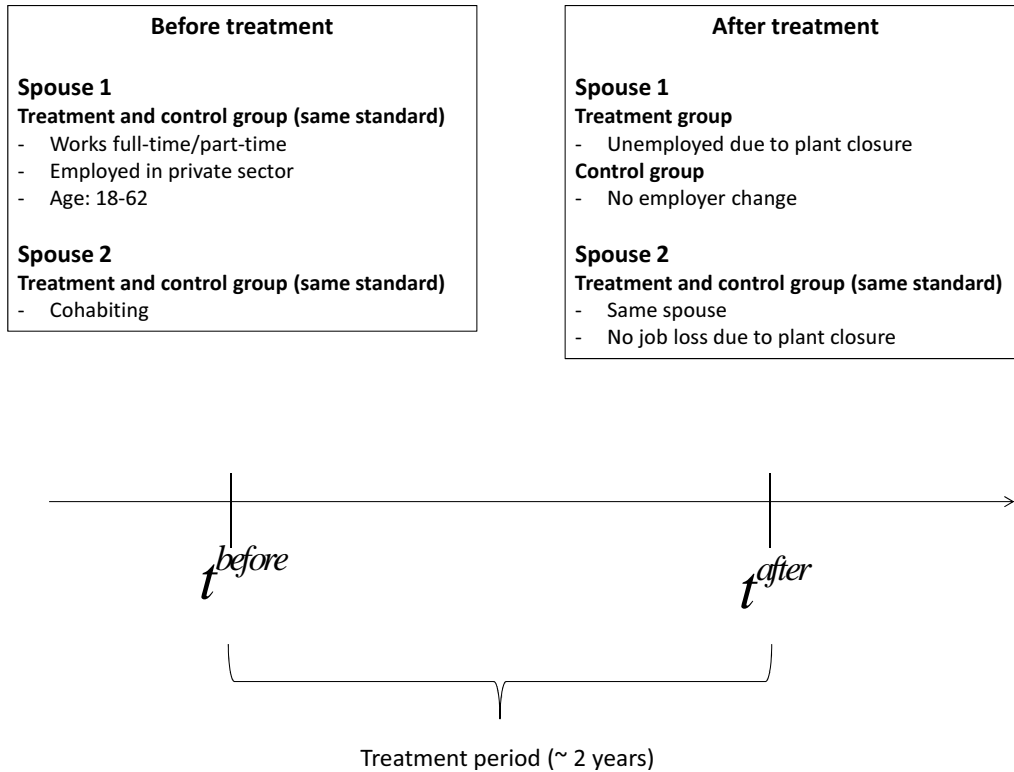 Before treatment
Spouse 1
Treatment and control group (same standard)
- Works full-time/part-time
- Employed in private sector
- Age: 18-62
Spouse 2
Treatment and control group (same standard)
- Cohabiting
After treatment
Spouse 1
Treatment group
- Unemployed due to plant closure
Control group
- No employer change
Spouse 2
Treatment and control group (same standard)
- Same spouse
- No job loss due to plant closure
t^before
t^after
Treatment period (~ 2 years)